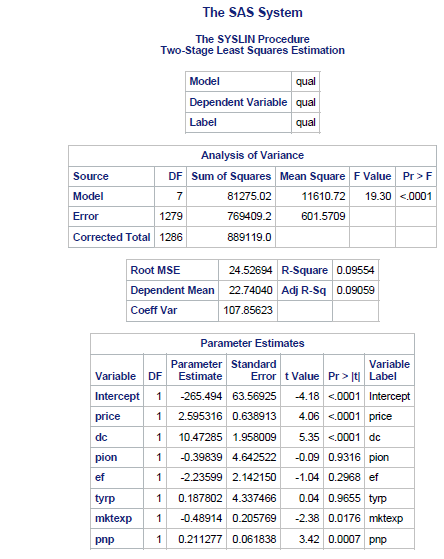 The SAS System
The SYSLIN Procedure
Two-Stage Least Squares Estimation
Model qual
Dependent Variable qual
Label qual
Analysis of Variance
Source DF Sum of Squares Mean Square F Value Pr > F
Model 7 81275.02 11610.72 19.30 <.0001
Error 1279 769409.2 601.5709
Corrected Total 1286 889119.0
Root MSE 24.52694 R-Square 0.09554
Dependent Mean 22.74040 Adj R-Sq 0.09059
Coeff Var 107.85623
Parameter Estimates
Variable DF Parameter Estimate Standard Error t Value Pr > |t| Variable Label
Intercept 1 -265.494 63.56925 -4.18 <.0001 Intercept
price 1 2.595316 0.638913 4.06 <.0001 price
dc 1 10.47285 1.958009 5.35 <.0001 dc
pion 1 -0.39839 4.642522 -0.09 0.9316 pion
ef 1 -2.23599 2.142150 -1.04 0.2968 ef
tyrp 1 0.187802 4.337466 0.04 0.9655 tyrp
mktexp 1 -0.48914 0.205769 -2.38 0.0176 mktexp
pnp 1 0.211277 0.061838 3.42 0.0007 pnp